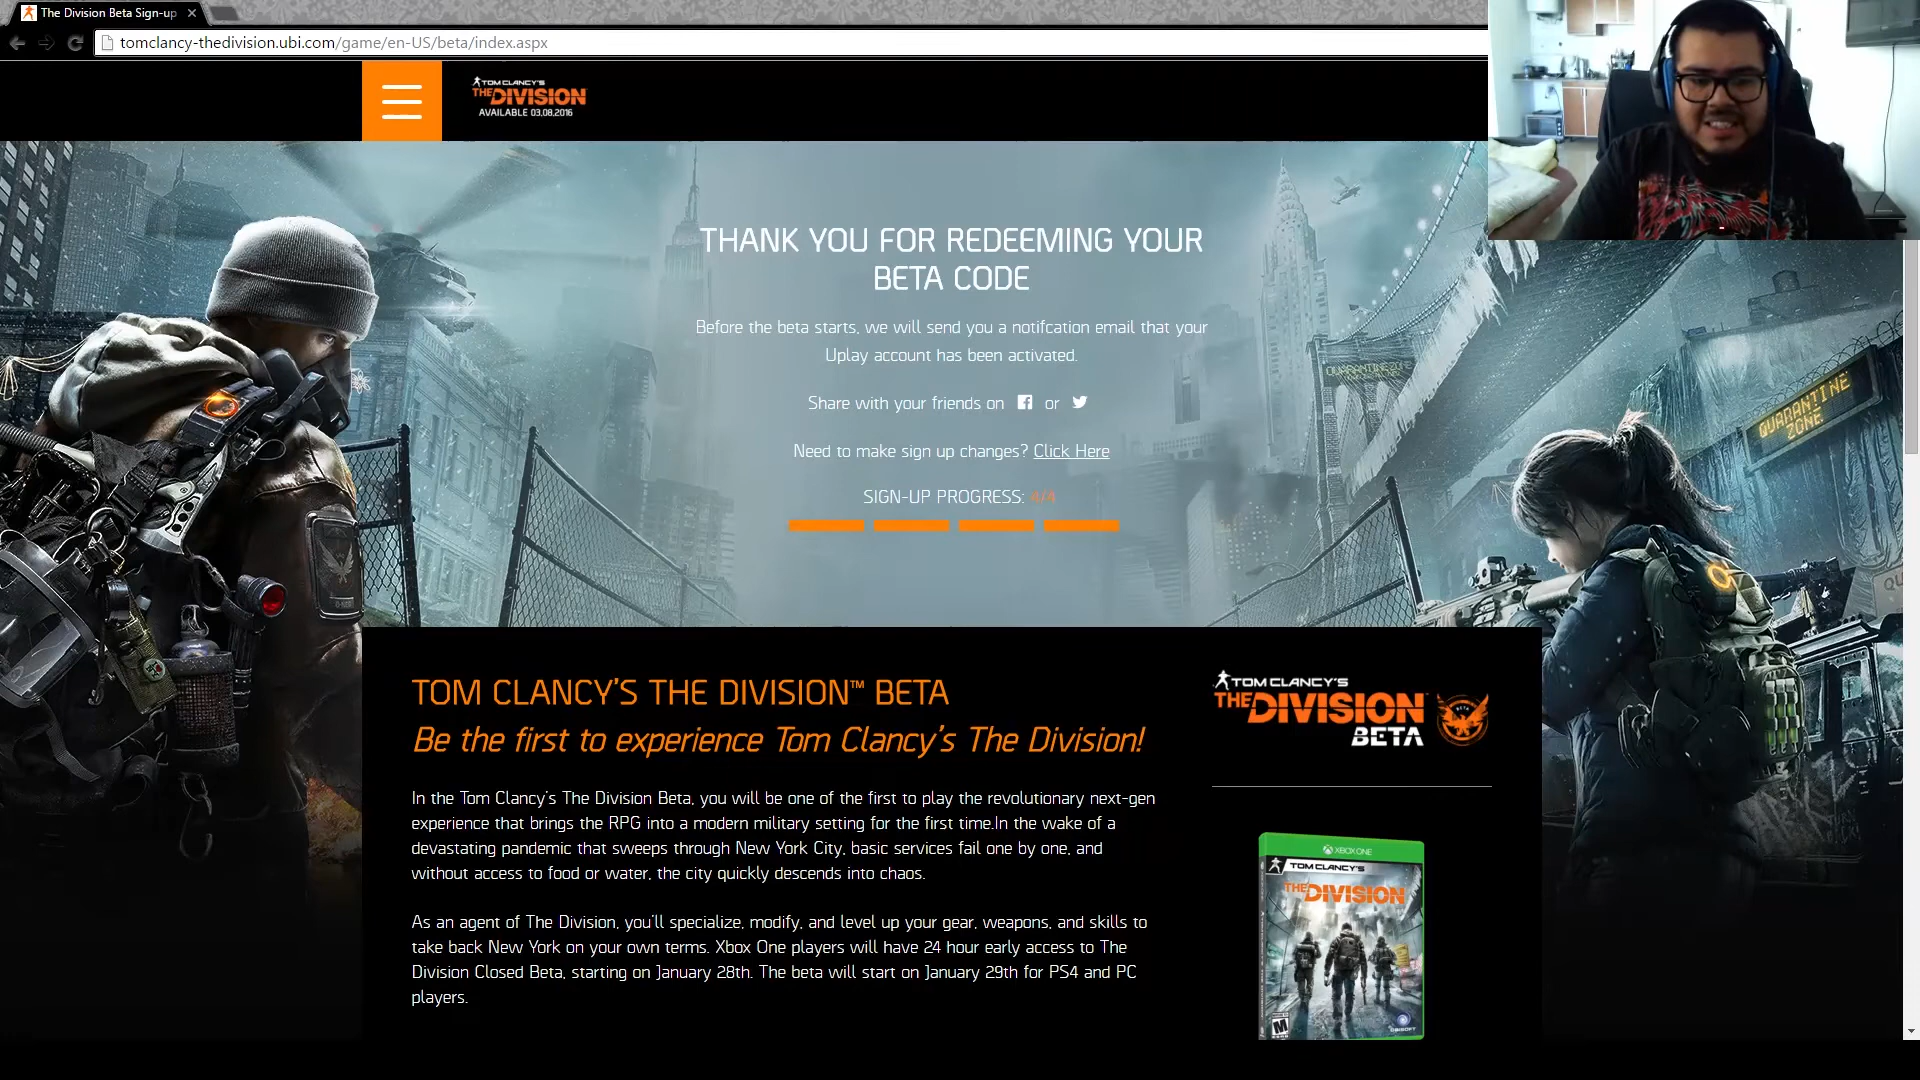 The Division Beta Sign-up
tomclancy-thedivision.ubi.com/game/en-US/beta/index.aspx
TOM CLANCY'S
THE DIVISION
AVAILABLE 03.08.2016
THANK YOU FOR REDEEMING YOUR
BETA CODE
Before the beta starts, we will send you a notifcation email that your
Uplay account has been activated.
Share with your friends on or
Need to make sign up changes? Click Here
SIGN-UP PROGRESS: 4/4
QUARANTINE ZONE
QUARANTINE
ZONE
QU
TOM CLANCY'S THE DIVISION™ BETA
Be the first to experience Tom Clancy's The Division!
In the Tom Clancy's The Division Beta, you will be one of the first to play the revolutionary next-gen
experience that brings the RPG into a modern military setting for the first time.In the wake of a
devastating pandemic that sweeps through New York City, basic services fail one by one, and
without access to food or water, the city quickly descends into chaos.
As an agent of The Division, you'll specialize, modify, and level up your gear, weapons, and skills to
take back New York on your own terms. Xbox One players will have 24 hour early access to The
Division Closed Beta, starting on January 28th. The beta will start on January 29th for PS4 and PC
players.
TOM CLANCY'S
THE DIVISION
BETA
XBOX ONE
TOM CLANCY'S
THE DIVISION
M
UBISOFT